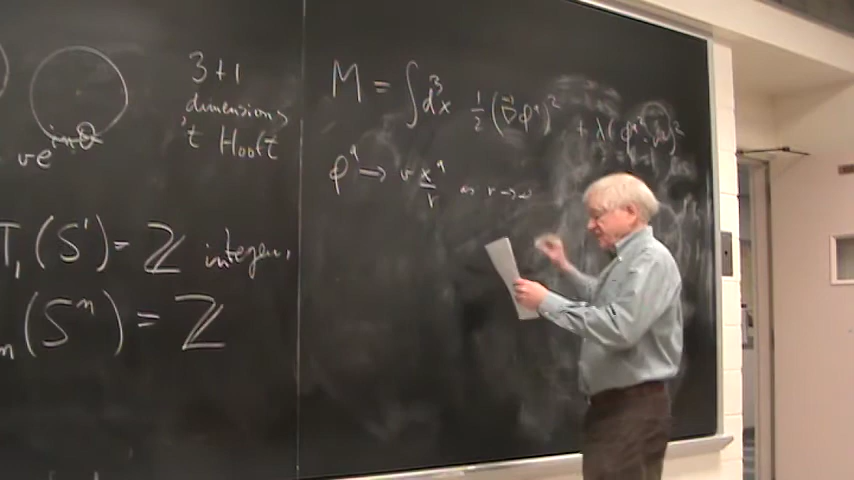 ve^{inθ}
3+1
dimensions
't Hooft
π₁(S¹) = ℤ integers
ₙ(Sⁿ) = ℤ
M = ∫d³x ½(∇⃗φᵃ)² + λ(φᵃ² - v²)²
φᵃ → v xᵃ/r as r → ∞